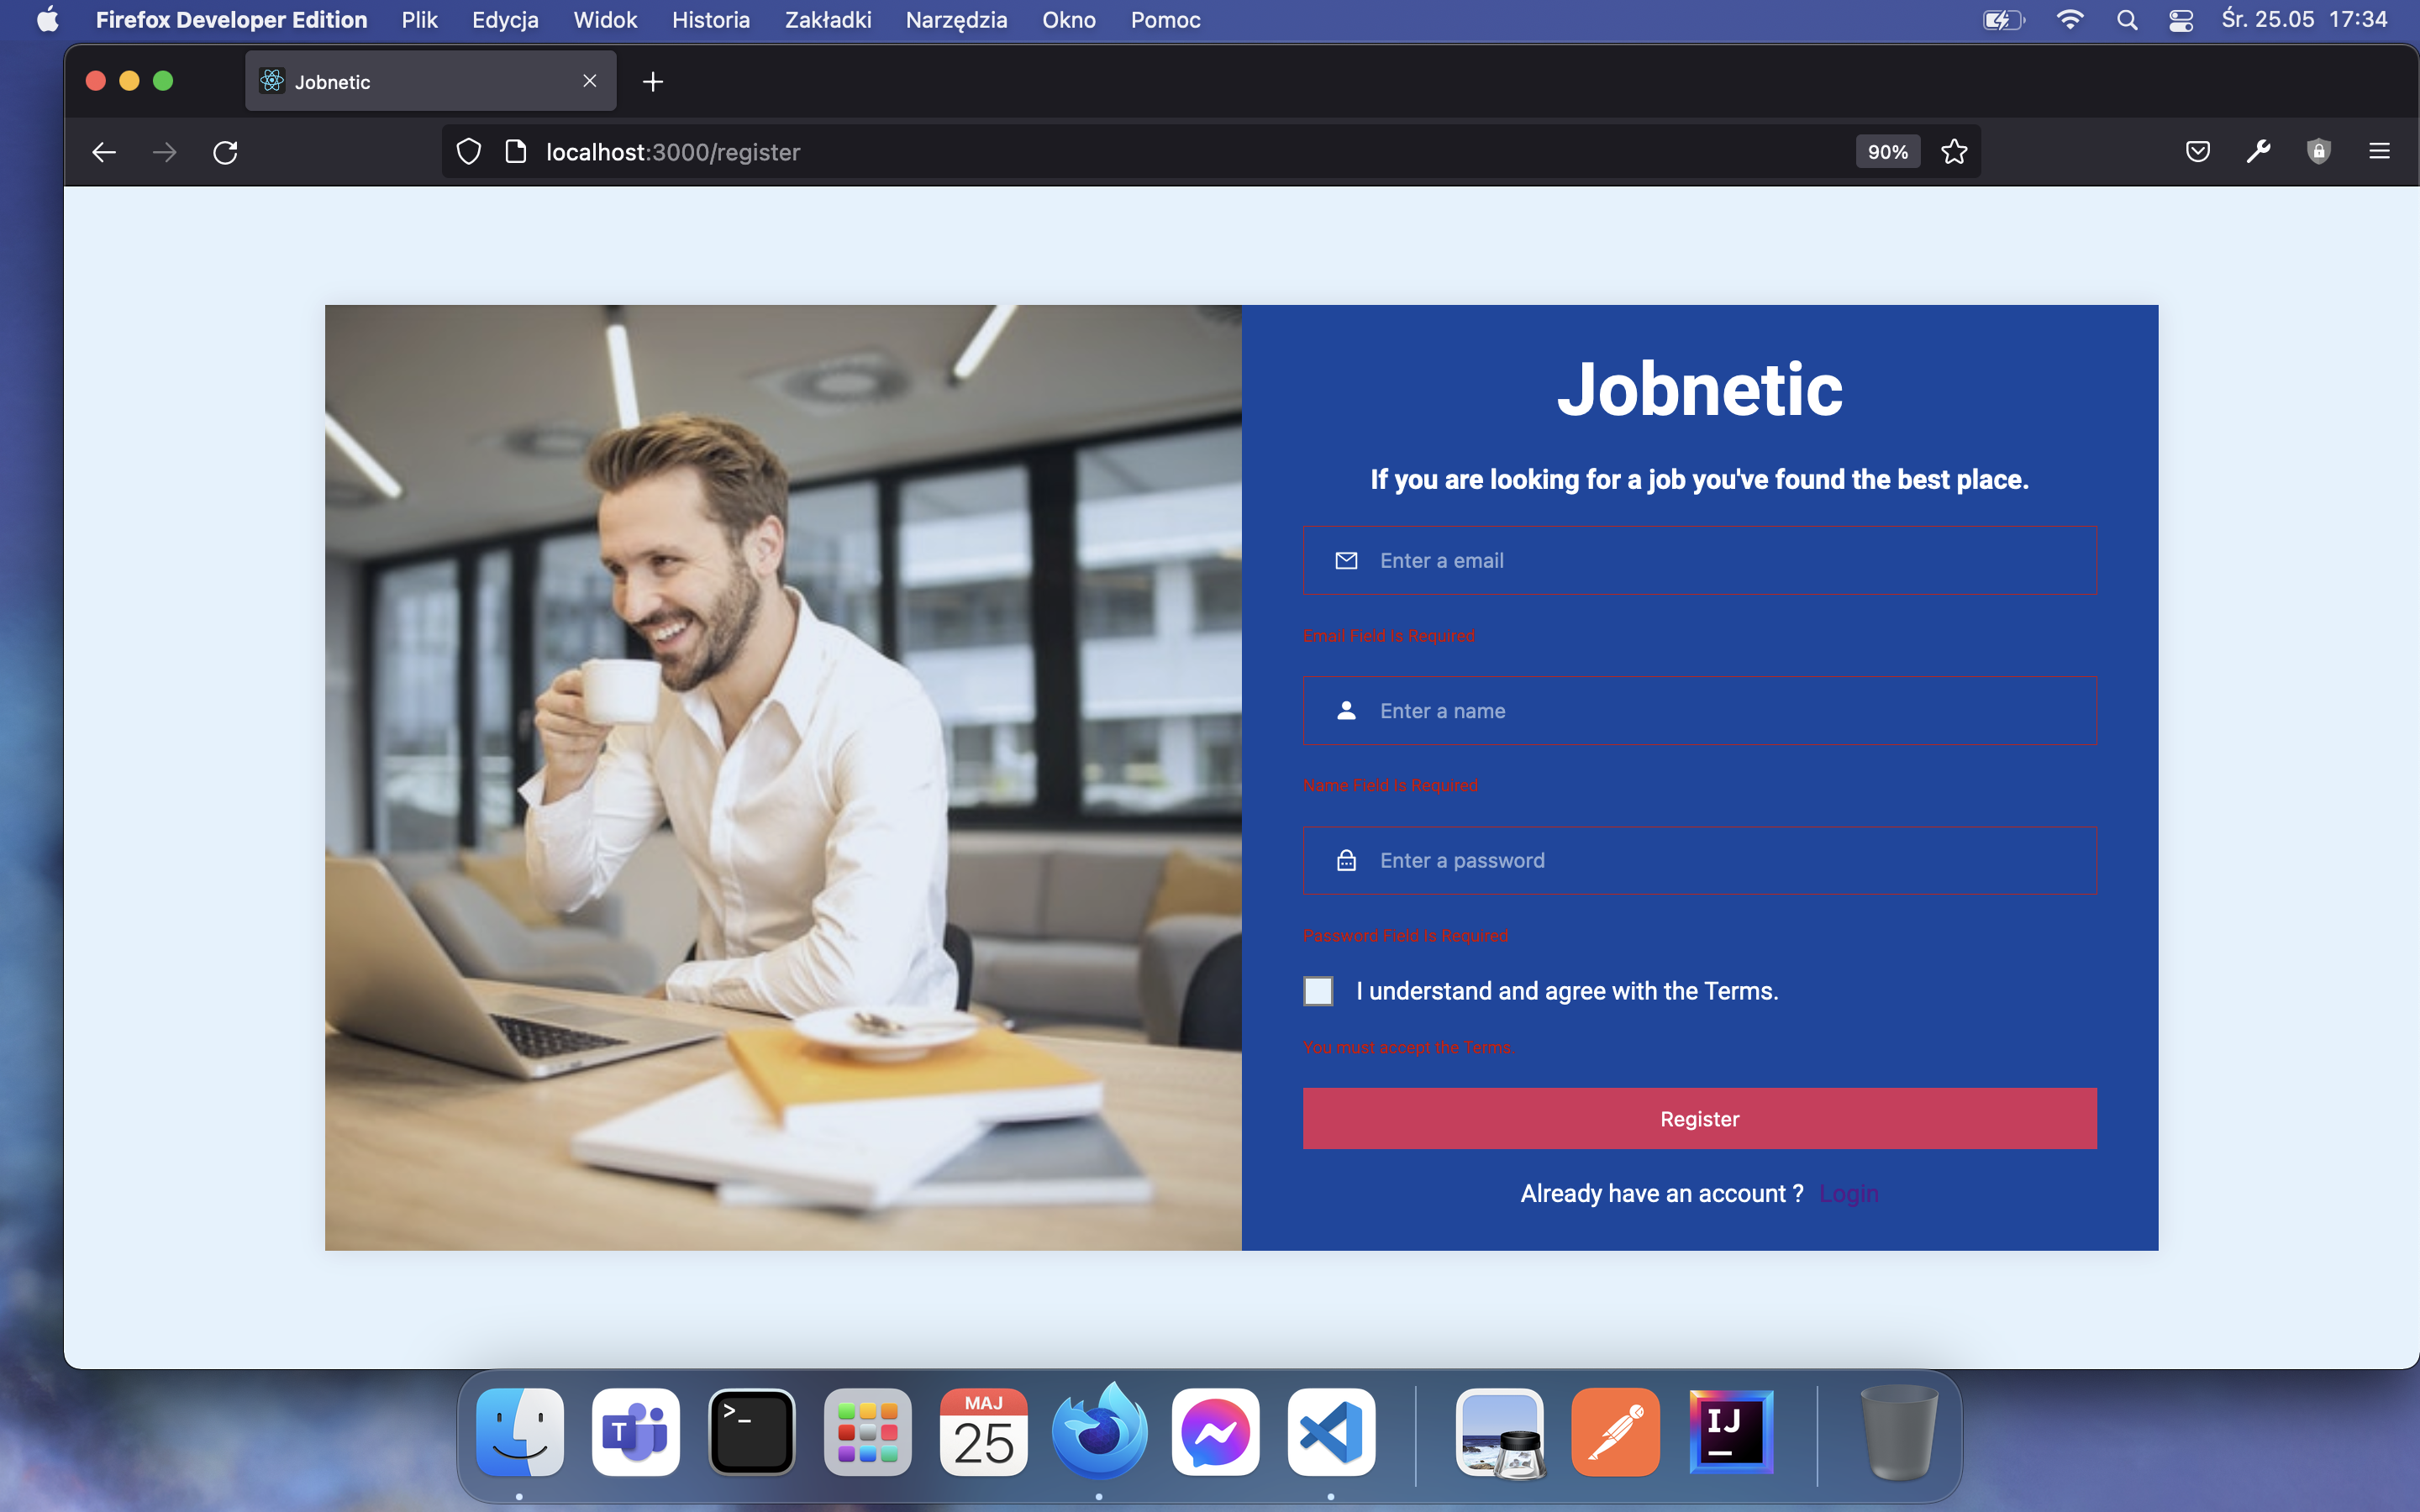 Firefox Developer Edition Plik Edycja Widok Historia Zakładki Narzędzia Okno Pomoc Śr. 25.05 17:34
Jobnetic
localhost:3000/register 90%
Jobnetic
If you are looking for a job you've found the best place.
Enter a email
Email Field Is Required
Enter a name
Name Field Is Required
Enter a password
Password Field Is Required
I understand and agree with the Terms.
You must accept the Terms.
Register
Already have an account ? Login
T
>_
MAJ
25
IJ